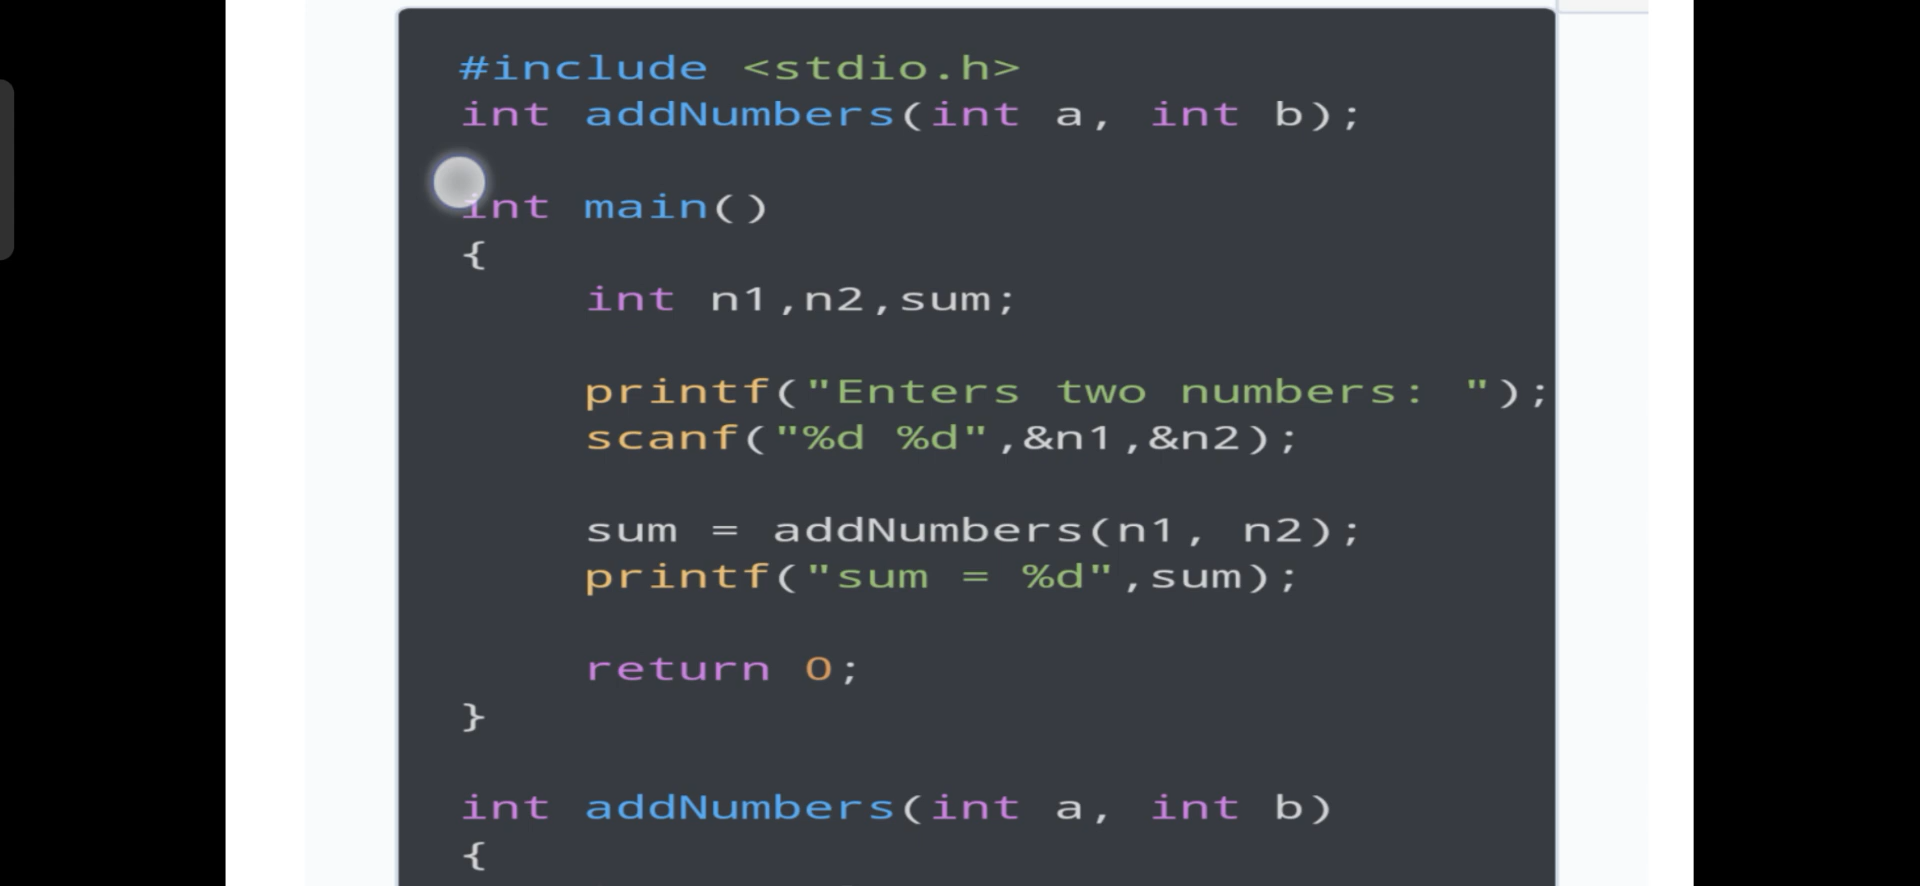 #include <stdio.h>
int addNumbers(int a, int b);
int main()
{
int n1,n2,sum;
printf("Enters two numbers: ");
scanf("%d %d",&n1,&n2);
sum = addNumbers(n1, n2);
printf("sum = %d",sum);
return 0;
}
int addNumbers(int a, int b)
{